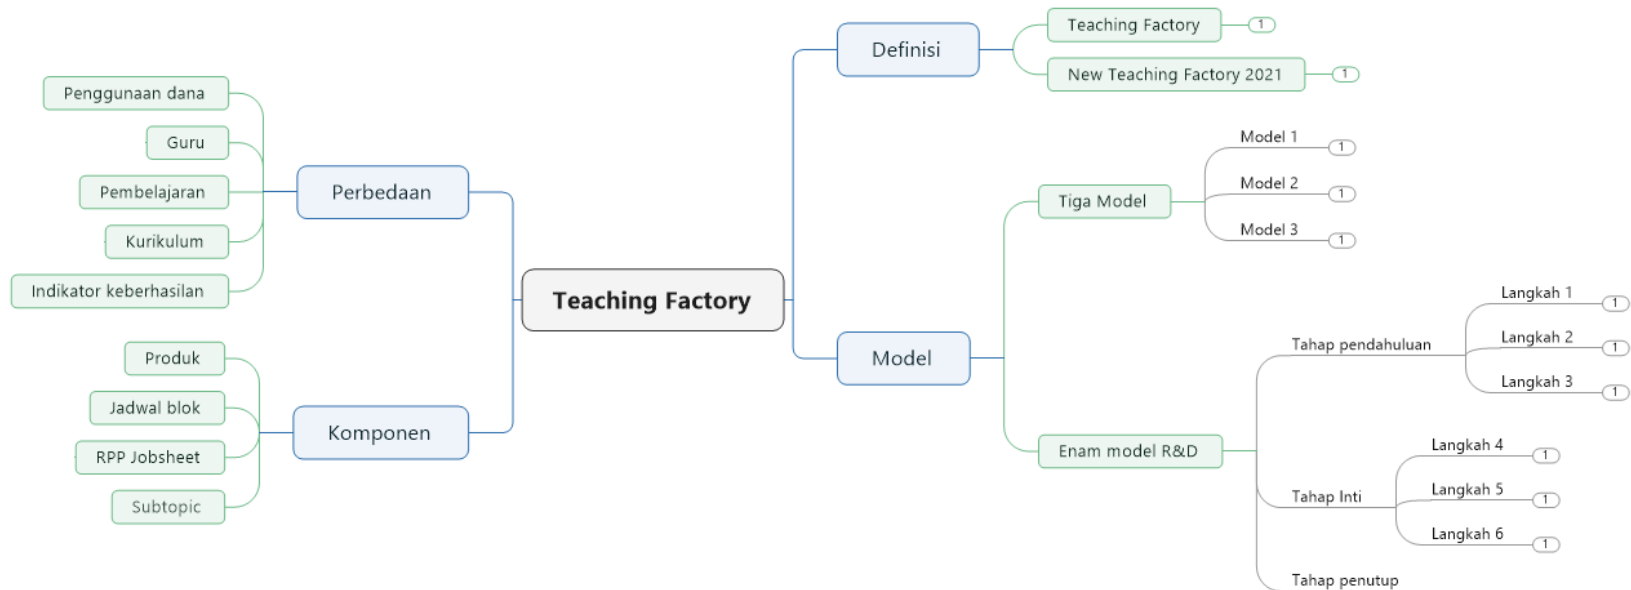 Teaching Factory
Definisi
Teaching Factory
1
New Teaching Factory 2021
1
Model
Tiga Model
Model 1
1
Model 2
1
Model 3
1
Enam model R&D
Tahap pendahuluan
Langkah 1
1
Langkah 2
1
Langkah 3
1
Tahap Inti
Langkah 4
1
Langkah 5
1
Langkah 6
1
Tahap penutup
Perbedaan
Penggunaan dana
Guru
Pembelajaran
Kurikulum
Indikator keberhasilan
Komponen
Produk
Jadwal blok
RPP Jobsheet
Subtopic